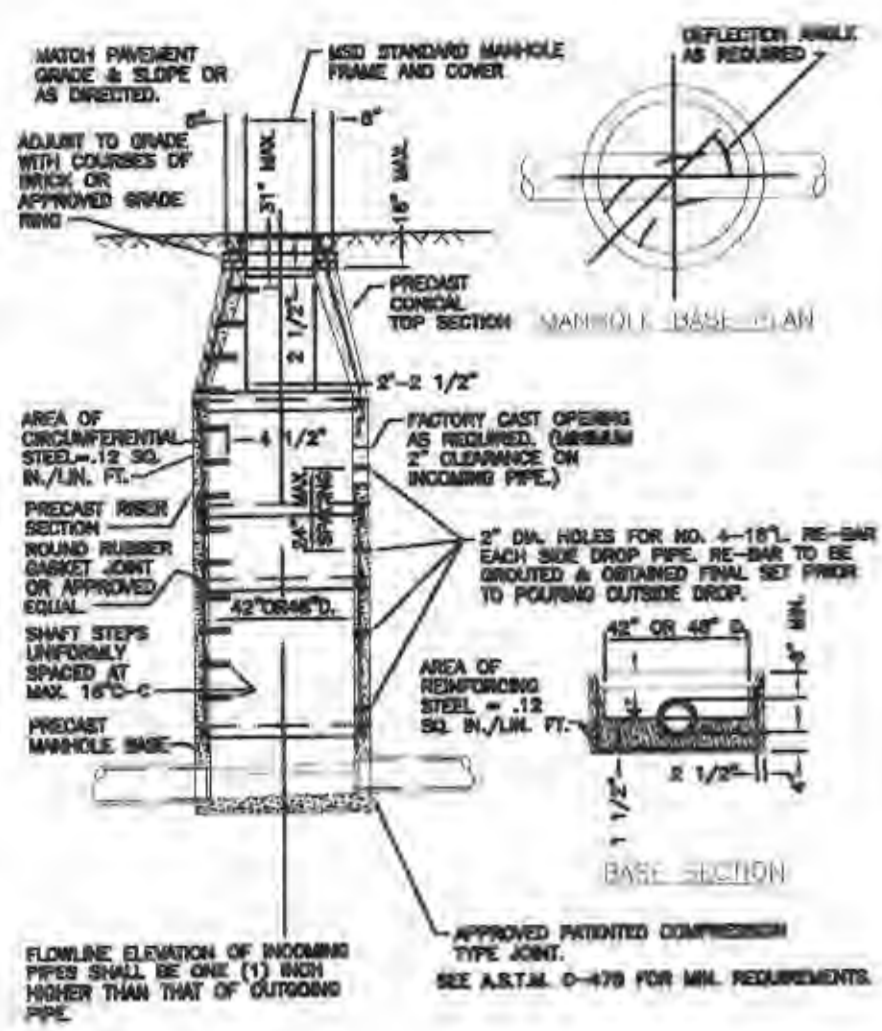 MATCH PAVEMENT
GRADE & SLOPE OR
AS DIRECTED.
MSD STANDARD MANHOLE
FRAME AND COVER
DEFLECTION ANGLE
AS REQUIRED
6"
6"
ADJUST TO GRADE
WITH COURSES OF
BRICK OR
APPROVED GRADE
RING
31" MAX.
16" MAX.
PRECAST
CONICAL
TOP SECTION
MANHOLE BASE PLAN
2 1/2"
2'-2 1/2"
AREA OF
CIRCUMFERENTIAL
STEEL=.12 SQ.
IN./LIN. FT.
4 1/2"
FACTORY CAST OPENING
AS REQUIRED. (MINIMUM
2" CLEARANCE ON
INCOMING PIPE.)
24" MAX.
SPACING
PRECAST RISER
SECTION
ROUND RUBBER
GASKET JOINT
OR APPROVED
EQUAL
2" DIA. HOLES FOR NO. 4-18"L. RE-BAR
EACH SIDE DROP PIPE. RE-BAR TO BE
GROUTED & OBTAINED FINAL SET PRIOR
TO POURING OUTSIDE DROP.
42"OR48"D.
SHAFT STEPS
UNIFORMLY
SPACED AT
MAX. 16"C-C
42" OR 48" D.
AREA OF
REINFORCING
STEEL = .12
SQ. IN./LIN. FT.
PRECAST
MANHOLE BASE
2 1/2"
4"
1 1/2"
BASE SECTION
APPROVED PATENTED COMPRESSION
TYPE JOINT.
SEE A.S.T.M. C-478 FOR MIN. REQUIREMENTS.
FLOWLINE ELEVATION OF INCOMING
PIPES SHALL BE ONE (1) INCH
HIGHER THAN THAT OF OUTGOING
PIPE.